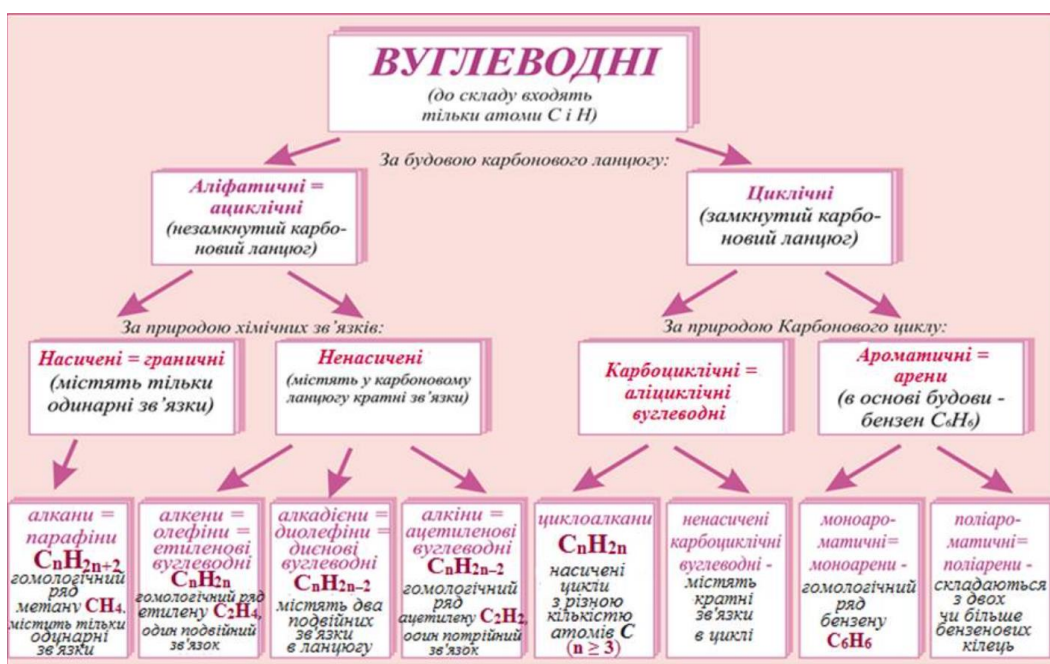 ВУГЛЕВОДНІ
(до складу входять
тільки атоми С і Н)
За будовою карбонового ланцюгу:
Аліфатичні =
ациклічні
(незамкнутий карбо-
новий ланцюг)
Циклічні
(замкнутий карбо-
новий ланцюг)
За природою хімічних зв’язків:
За природою Карбонового циклу:
Насичені = граничні
(містять тільки
одинарні зв’язки)
Ненасичені
(містять у карбоновому
ланцюгу кратні зв’язки)
Карбоциклічні =
аліциклічні
вуглеводні
Ароматичні =
арени
(в основі будови -
бензен C₆H₆)
алкани =
парафіни
CnH2n+2
гомологічний
ряд
метану CH₄.
містить тільки
одинарні
зв’язки
алкени =
олефіни=
етиленові
вуглеводні
CnH2n
гомологічний ряд
етилену C₂H₄,
один подвійний
зв’язок
алкадієни=
диолефіни=
диєнові
вуглеводні
CnH2n–2
містять два
подвійних
зв’язки
в ланцюгу
алкіни =
ацетиленові
вуглеводні
CnH2n–2
гомологічний
ряд
ацетилену C₂H₂,
один потрійний
зв’язок
циклоалкани
CnH2n
насичені
цикли
з різною
кількістю
атомів С
(n ≥ 3)
ненасичені
карбоциклічні
вуглеводні -
містять
кратні
зв’язки
в циклі
моноаро-
матичні=
моноарени -
гомологічний
ряд
бензену
C₆H₆
поліаро-
матичні=
поліарени -
складаються
з двох
чи більше
бензенових
кілець